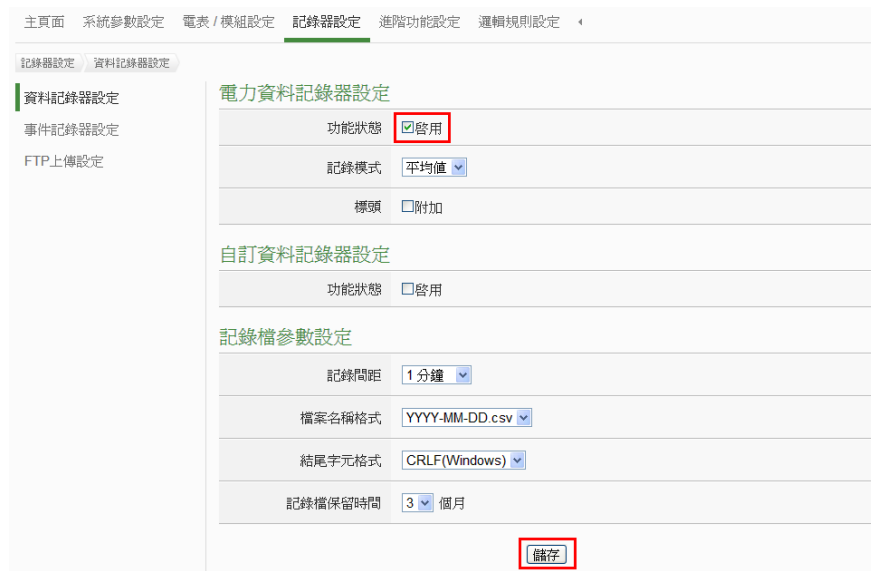 主頁面 系統參數設定 電表 / 模組設定 記錄器設定 進階功能設定 邏輯規則設定
記錄器設定 資料記錄器設定
資料記錄器設定
事件記錄器設定
FTP上傳設定
電力資料記錄器設定
功能狀態 啓用
記錄模式 平均值
標頭 附加
自訂資料記錄器設定
功能狀態 啓用
記錄檔參數設定
記錄間距 1 分鐘
檔案名稱格式 YYYY-MM-DD.csv
結尾字元格式 CRLF(Windows)
記錄檔保留時間 3 個月
儲存